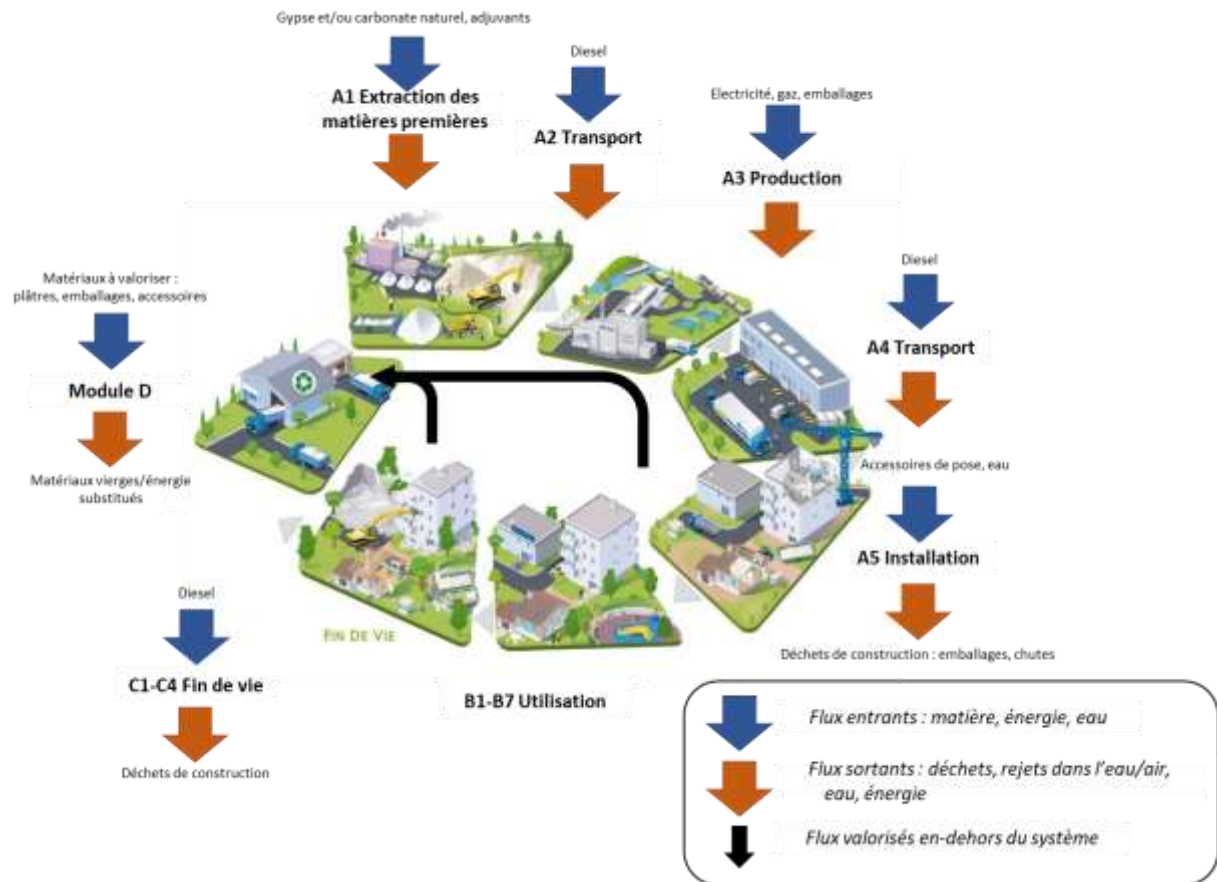 Gypse et/ou carbonate naturel, adjuvants
A1 Extraction des
matières premières
Diesel
A2 Transport
Electricité, gaz, emballages
A3 Production
Diesel
A4 Transport
Accessoires de pose, eau
A5 Installation
Déchets de construction : emballages, chutes
B1-B7 Utilisation
FIN DE VIE
Diesel
C1-C4 Fin de vie
Déchets de construction
Matériaux à valoriser :
plâtres, emballages, accessoires
Module D
Matériaux vierges/énergie
substitués
Flux entrants : matière, énergie, eau
Flux sortants : déchets, rejets dans l'eau/air,
eau, énergie
Flux valorisés en-dehors du système